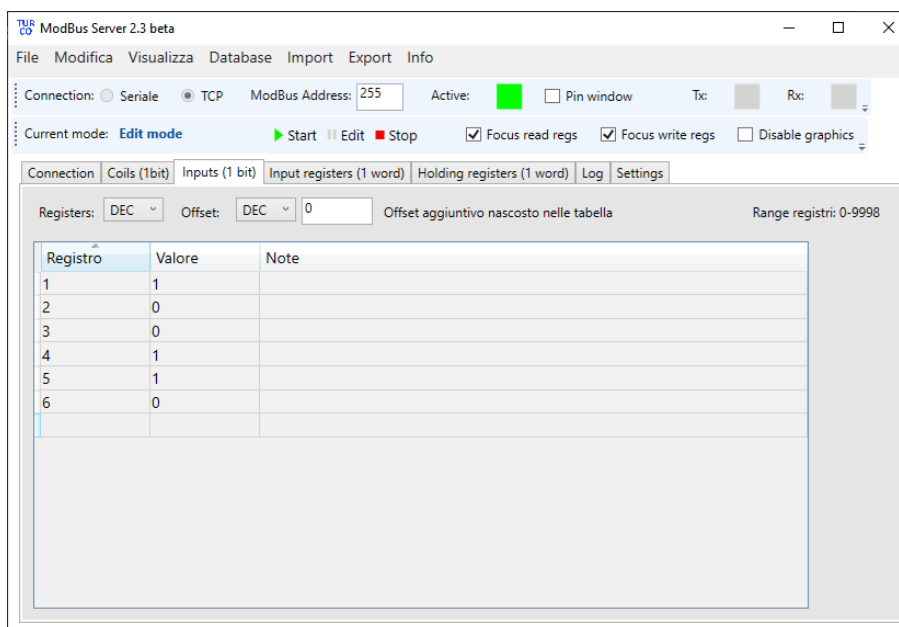 TUR CO ModBus Server 2.3 beta
File Modifica Visualizza Database Import Export Info
Connection: Seriale TCP ModBus Address: 255 Active: Pin window Tx: Rx:
Current mode: Edit mode Start Edit Stop Focus read regs Focus write regs Disable graphics
Connection Coils (1bit) Inputs (1 bit) Input registers (1 word) Holding registers (1 word) Log Settings
Registers: DEC Offset: DEC 0 Offset aggiuntivo nascosto nelle tabella Range registri: 0-9998
Registro Valore Note
1 1
2 0
3 0
4 1
5 1
6 0